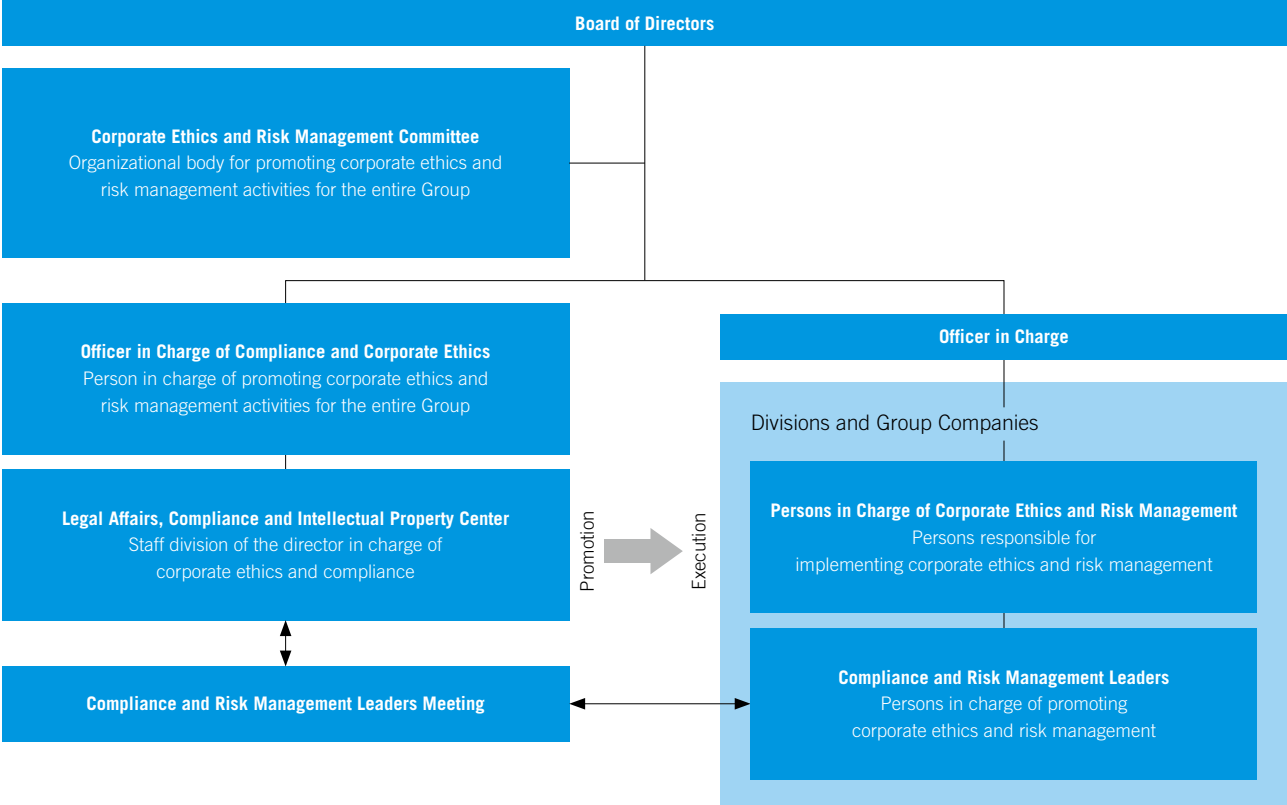 Board of Directors
Corporate Ethics and Risk Management Committee
Organizational body for promoting corporate ethics and
risk management activities for the entire Group
Officer in Charge of Compliance and Corporate Ethics
Person in charge of promoting corporate ethics and
risk management activities for the entire Group
Legal Affairs, Compliance and Intellectual Property Center
Staff division of the director in charge of
corporate ethics and compliance
Compliance and Risk Management Leaders Meeting
Promotion
Execution
Officer in Charge
Divisions and Group Companies
Persons in Charge of Corporate Ethics and Risk Management
Persons responsible for
implementing corporate ethics and risk management
Compliance and Risk Management Leaders
Persons in charge of promoting
corporate ethics and risk management